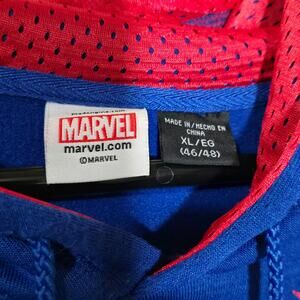 MARVEL
marvel.com
© MARVEL
MADE IN / HECHO EN
CHINA
XL/EG
(46/48)